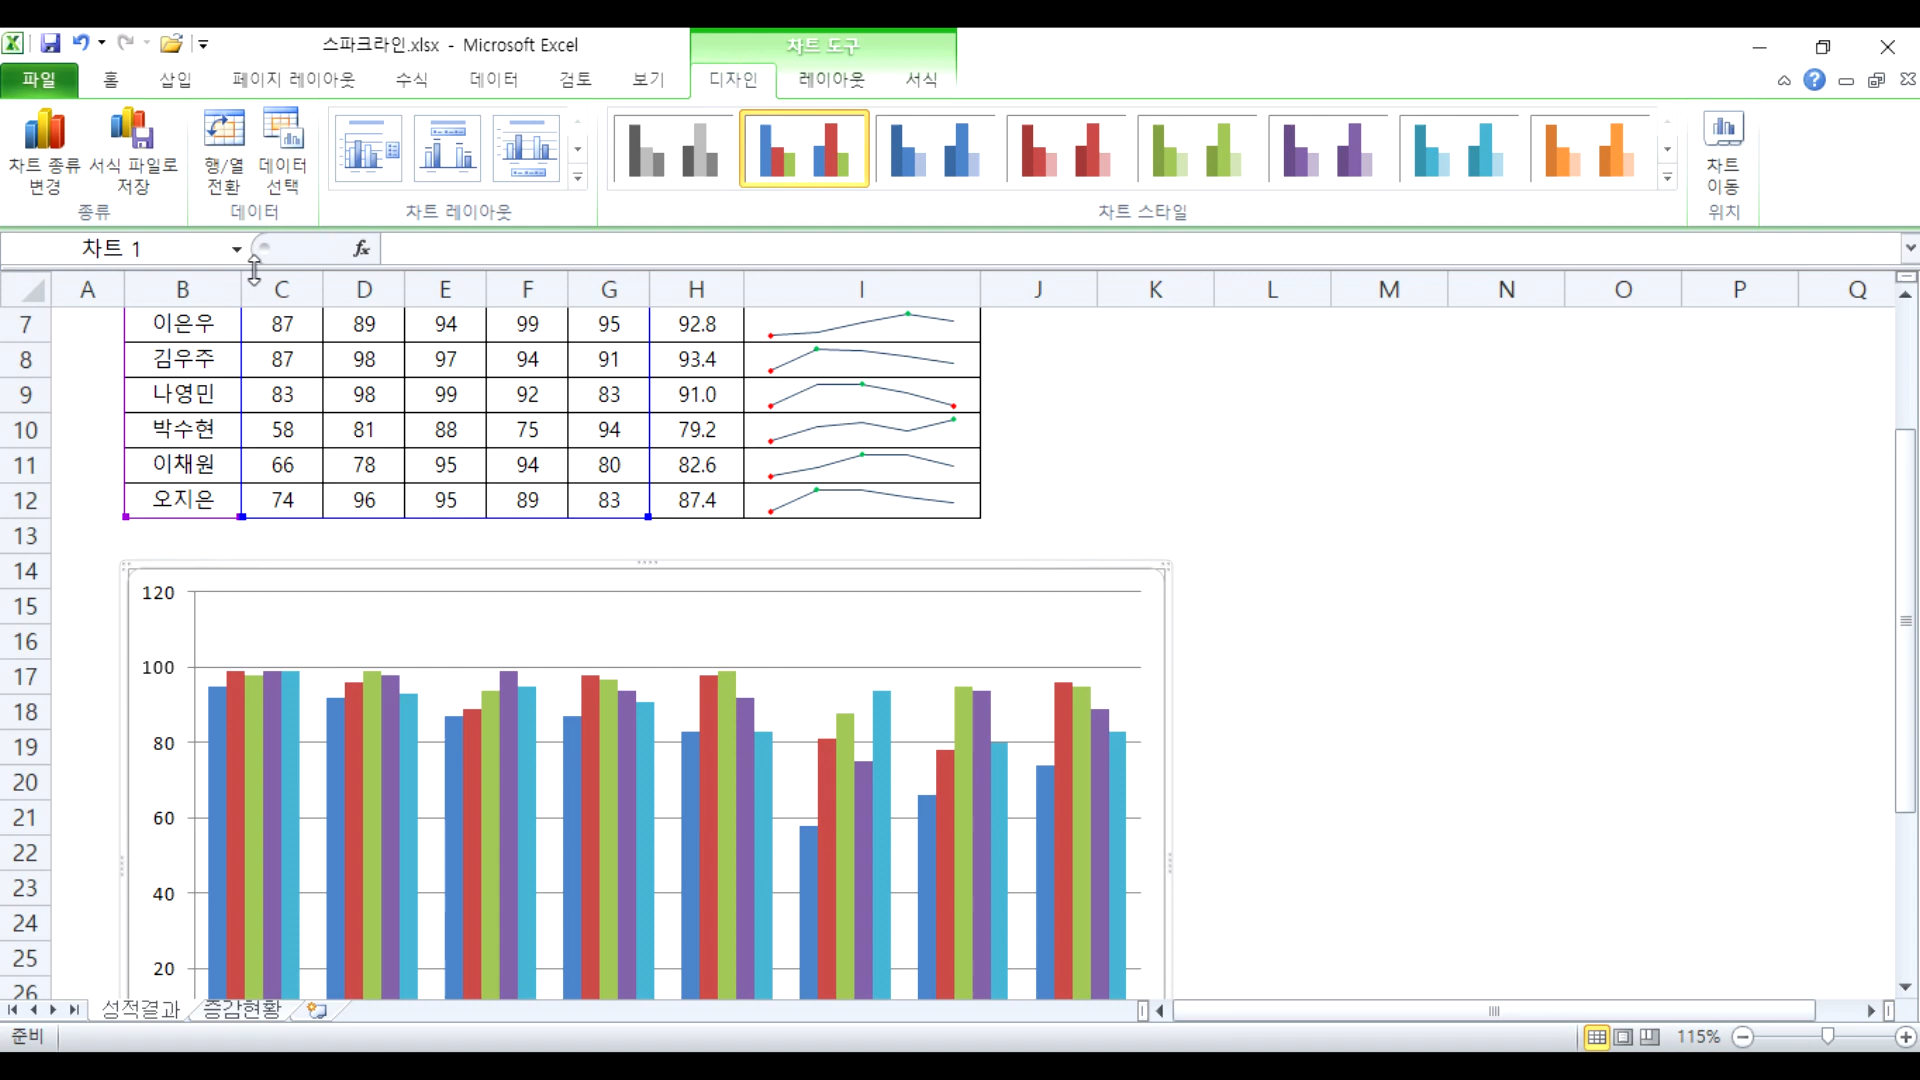 스파크라인.xlsx - Microsoft Excel
차트 도구
파일 홈 삽입 페이지 레이아웃 수식 데이터 검토 보기 디자인 레이아웃 서식
차트 종류 변경
서식 파일로 저장
행/열 전환
데이터 선택
차트 이동
종류 데이터 차트 레이아웃 차트 스타일 위치
차트 1 fx
A B C D E F G H I J K L M N O P Q
7 이은우 87 89 94 99 95 92.8
8 김우주 87 98 97 94 91 93.4
9 나영민 83 98 99 92 83 91.0
10 박수현 58 81 88 75 94 79.2
11 이채원 66 78 95 94 80 82.6
12 오지은 74 96 95 89 83 87.4
13
14
15
16
17
18
19
20
21
22
23
24
25
26
120
100
80
60
40
20
성적결과 증감현황
준비 115%